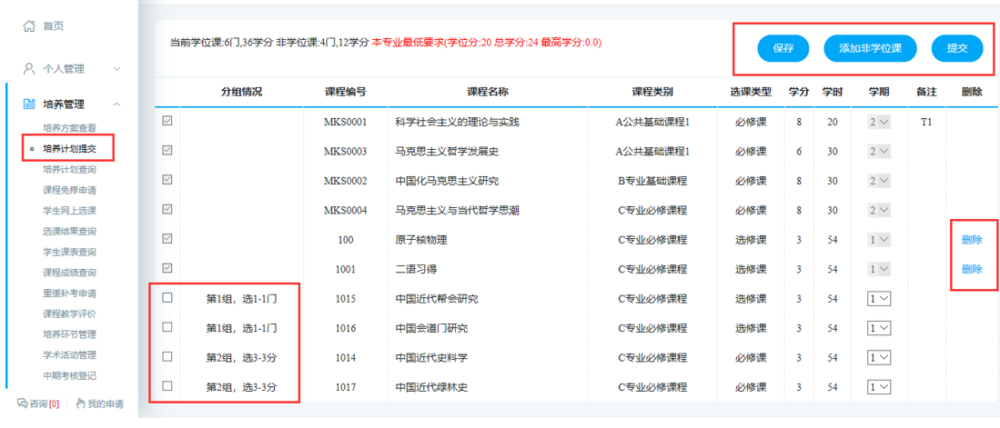 首页
个人管理
培养管理
培养方案查看
培养计划提交
培养计划查询
课程免修申请
学生网上选课
选课结果查询
学生课表查询
课程成绩查询
重修补考申请
课程教学评价
培养环节管理
学术活动管理
中期考核登记
咨询[0] 我的申请
当前学位课:6门,36学分 非学位课:4门,12学分 本专业最低要求(学位分:20 总学分:24 最高学分:0.0)
保存 添加非学位课 提交
分组情况 课程编号 课程名称 课程类别 选课类型 学分 学时 学期 备注 删除
MKS0001 科学社会主义的理论与实践 A公共基础课程1 必修课 8 20 2 T1
MKS0003 马克思主义哲学发展史 A公共基础课程1 必修课 6 30 2
MKS0002 中国化马克思主义研究 B专业基础课程 必修课 8 30 2
MKS0004 马克思主义与当代哲学思潮 C专业必修课程 必修课 8 30 2
100 原子核物理 C专业必修课程 选修课 3 54 1 删除
1001 二语习得 C专业必修课程 选修课 3 54 1 删除
第1组，选1-1门 1015 中国近代帮会研究 C专业必修课程 选修课 3 54 1
第1组，选1-1门 1016 中国会道门研究 C专业必修课程 选修课 3 54 1
第2组，选3-3分 1014 中国近代史料学 C专业必修课程 选修课 3 54 1
第2组，选3-3分 1017 中国近代绿林史 C专业必修课程 选修课 3 54 1